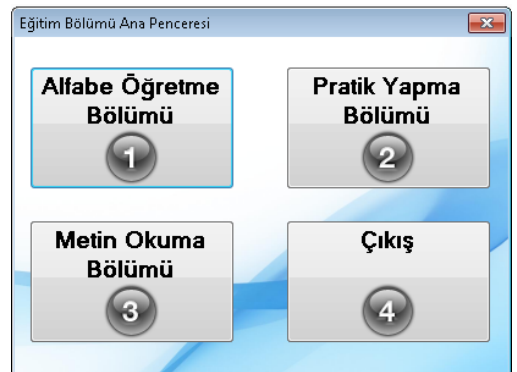 Eğitim Bölümü Ana Penceresi
Alfabe Öğretme
Bölümü
1
Pratik Yapma
Bölümü
2
Metin Okuma
Bölümü
3
Çıkış
4